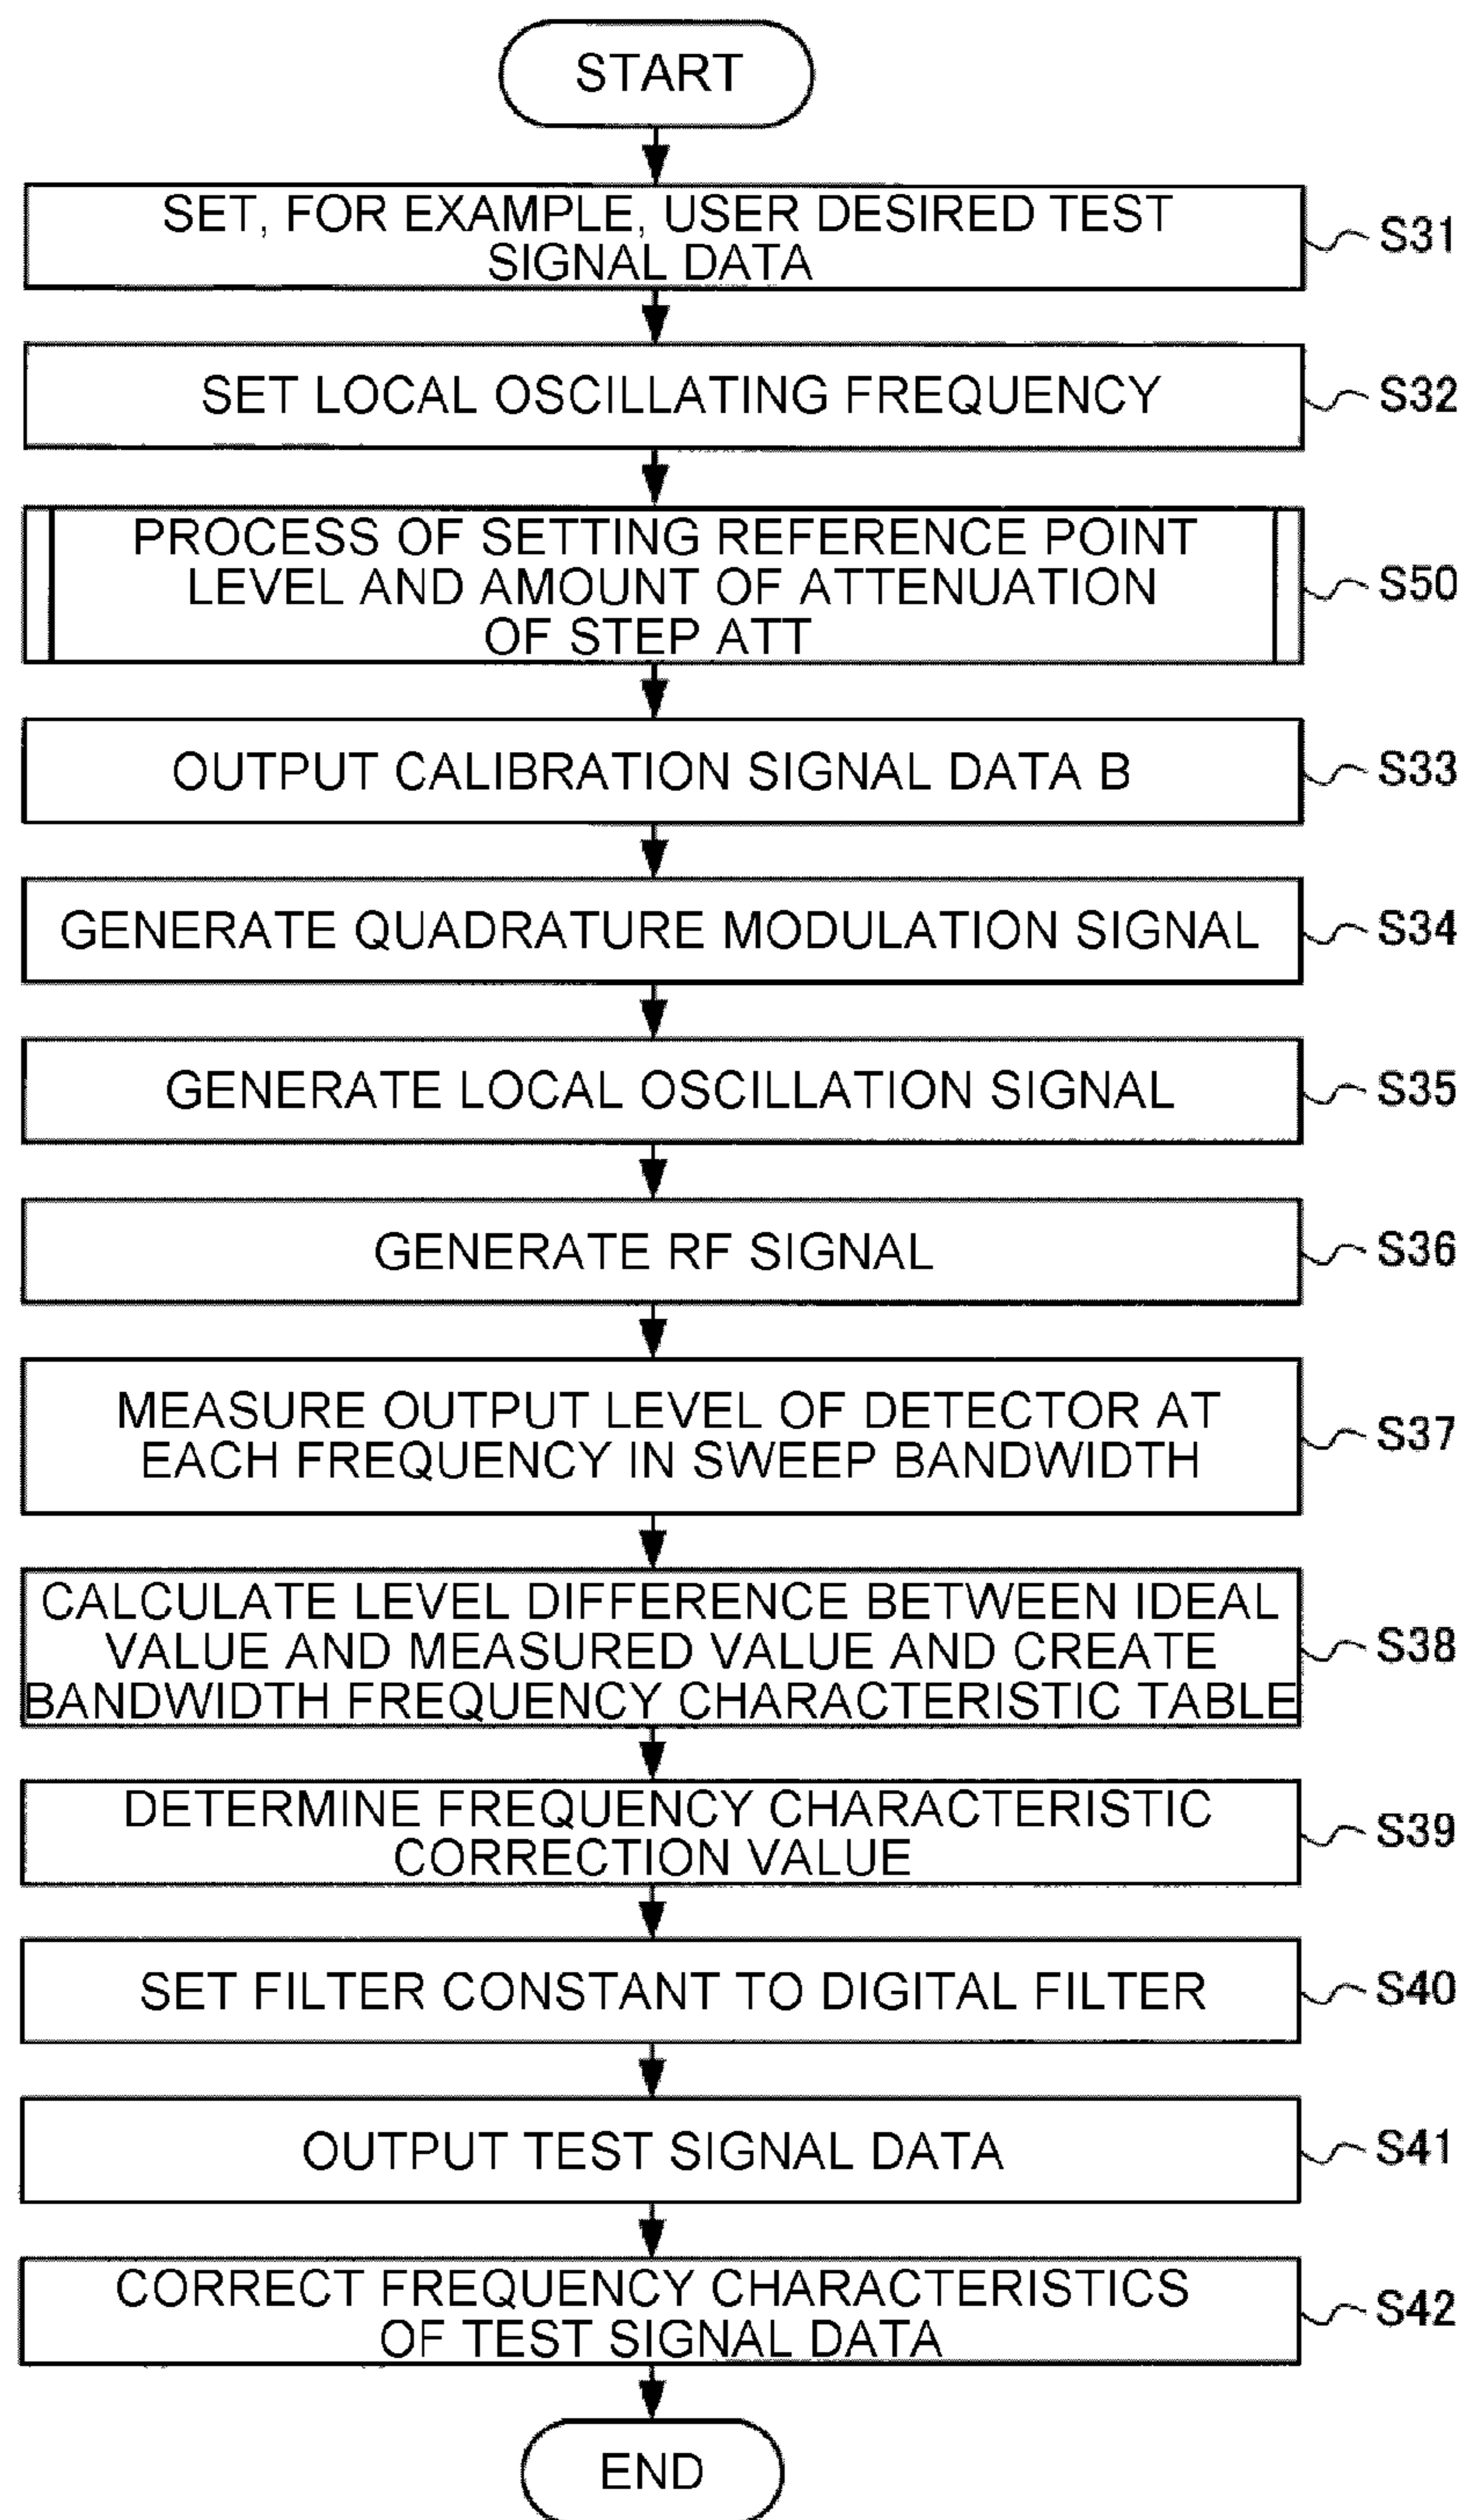 START
SET, FOR EXAMPLE, USER DESIRED TEST
SIGNAL DATA
S31
SET LOCAL OSCILLATING FREQUENCY
S32
PROCESS OF SETTING REFERENCE POINT
LEVEL AND AMOUNT OF ATTENUATION
OF STEP ATT
S50
OUTPUT CALIBRATION SIGNAL DATA B
S33
GENERATE QUADRATURE MODULATION SIGNAL
S34
GENERATE LOCAL OSCILLATION SIGNAL
S35
GENERATE RF SIGNAL
S36
MEASURE OUTPUT LEVEL OF DETECTOR AT
EACH FREQUENCY IN SWEEP BANDWIDTH
S37
CALCULATE LEVEL DIFFERENCE BETWEEN IDEAL
VALUE AND MEASURED VALUE AND CREATE
BANDWIDTH FREQUENCY CHARACTERISTIC TABLE
S38
DETERMINE FREQUENCY CHARACTERISTIC
CORRECTION VALUE
S39
SET FILTER CONSTANT TO DIGITAL FILTER
S40
OUTPUT TEST SIGNAL DATA
S41
CORRECT FREQUENCY CHARACTERISTICS
OF TEST SIGNAL DATA
S42
END